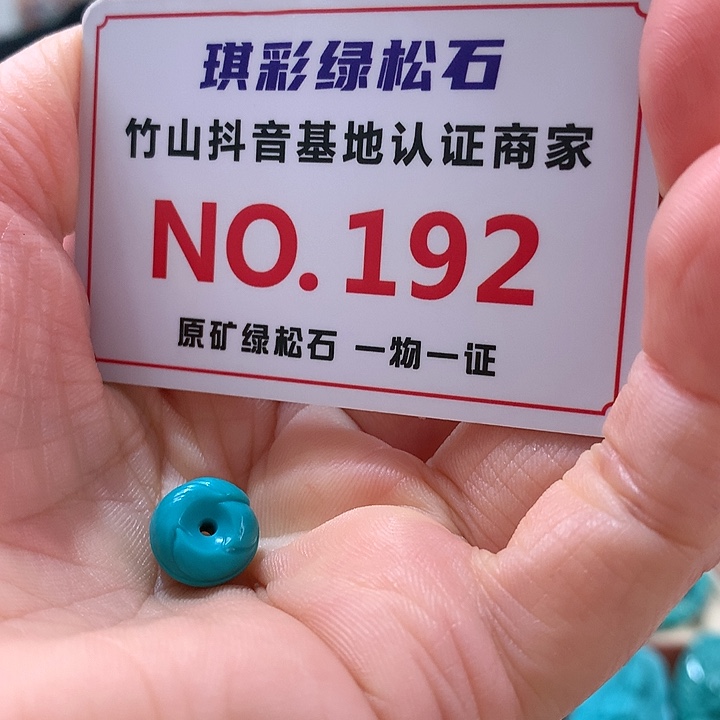 琪彩绿松石
竹山抖音基地认证商家
NO.192
原矿绿松石 一物一证